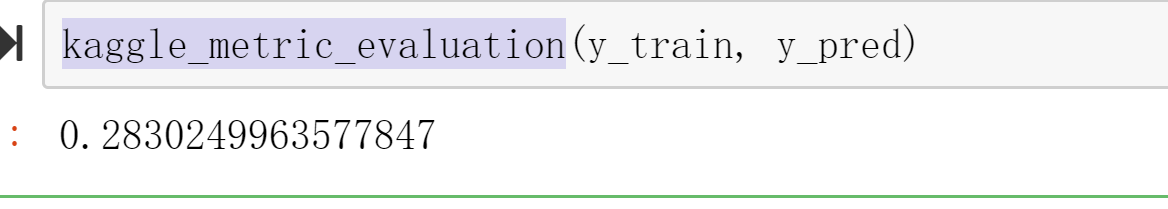 kaggle_metric_evaluation(y_train, y_pred)
: 0.2830249963577847